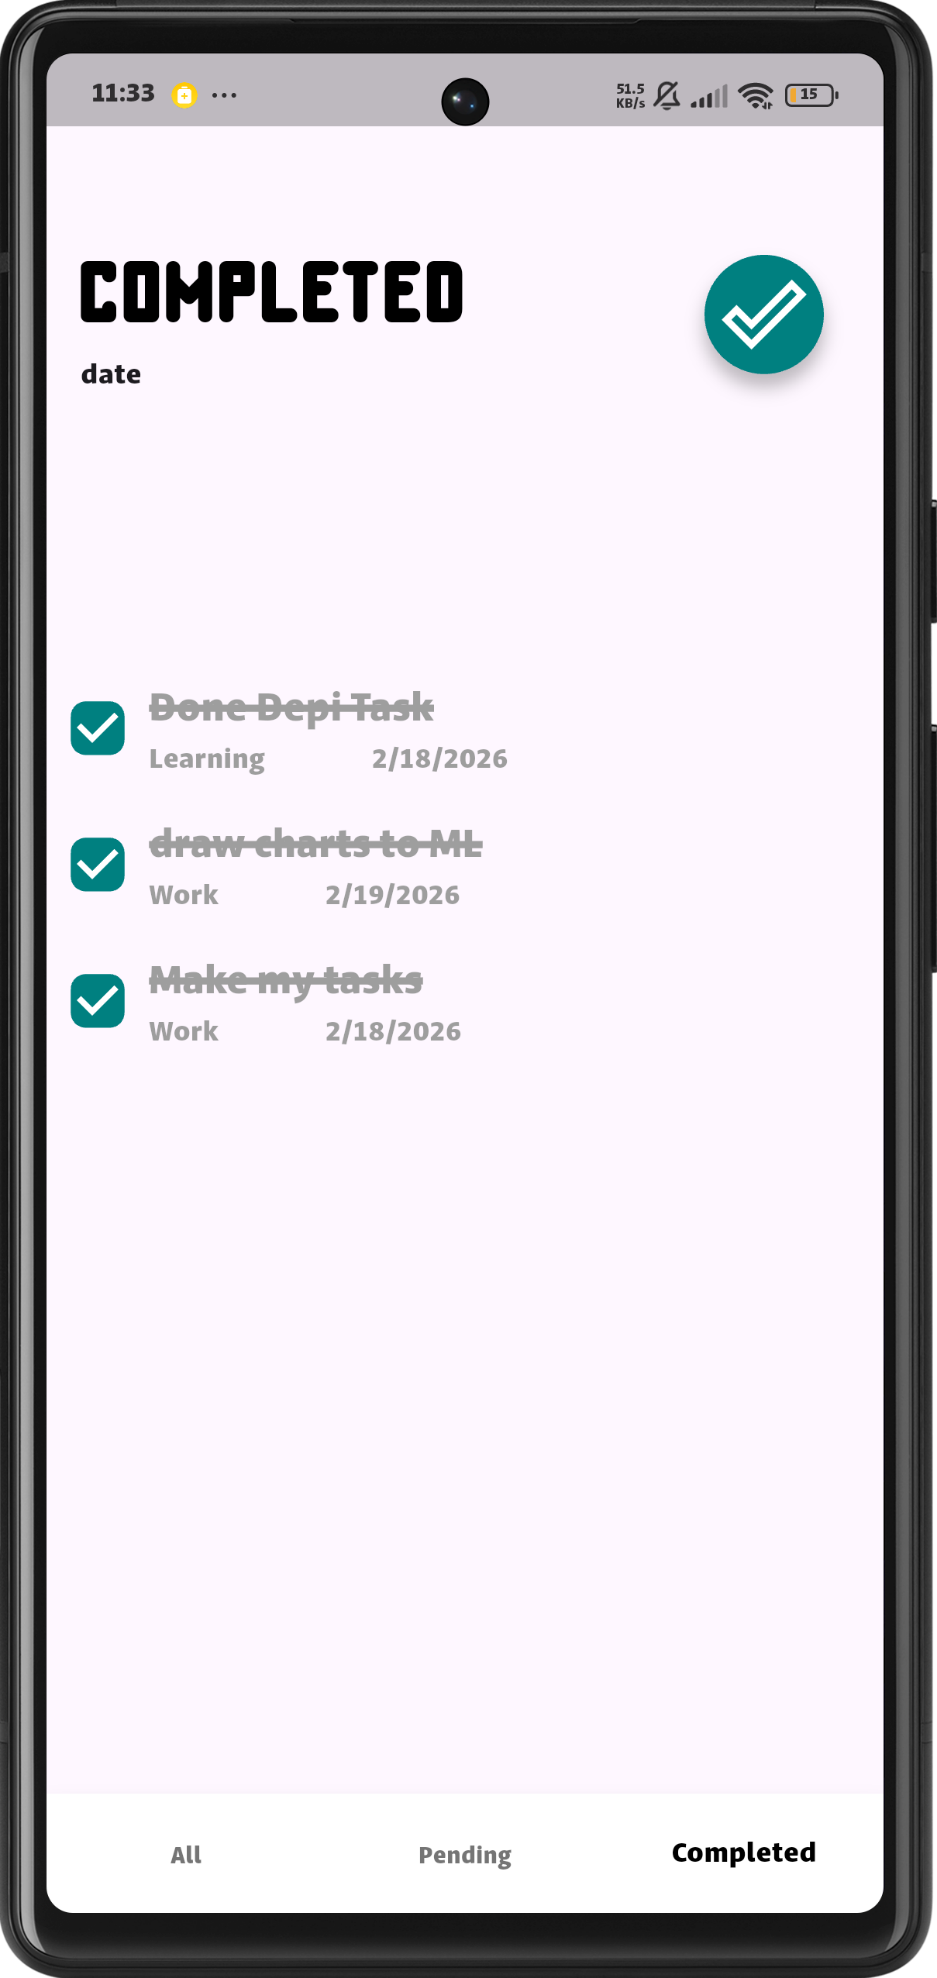 11:33 ... 51.5 KB/s 15
COMPLETED
date
Done Depi Task
Learning 2/18/2026
draw charts to ML
Work 2/19/2026
Make my tasks
Work 2/18/2026
All Pending Completed